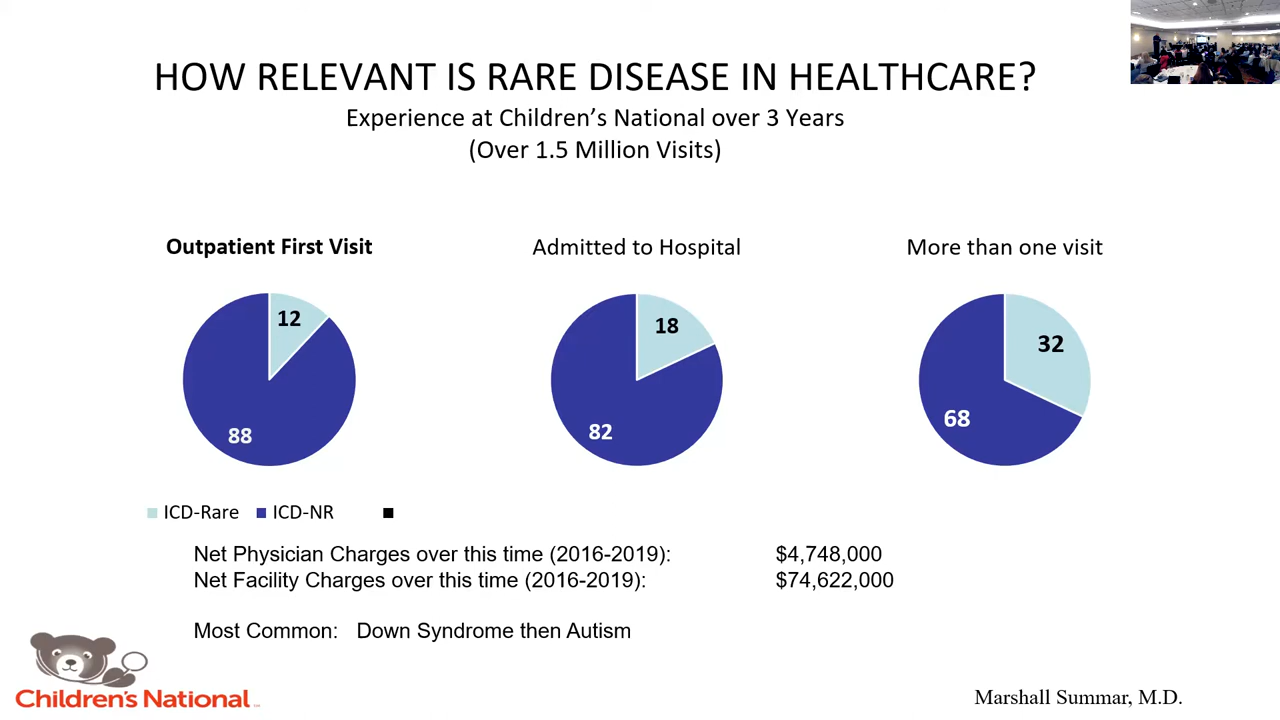 HOW RELEVANT IS RARE DISEASE IN HEALTHCARE?
Experience at Children's National over 3 Years
(Over 1.5 Million Visits)
Outpatient First Visit
12
88
Admitted to Hospital
18
82
More than one visit
32
68
ICD-Rare ICD-NR
Net Physician Charges over this time (2016-2019): $4,748,000
Net Facility Charges over this time (2016-2019): $74,622,000
Most Common: Down Syndrome then Autism
Children's National
Marshall Summar, M.D.